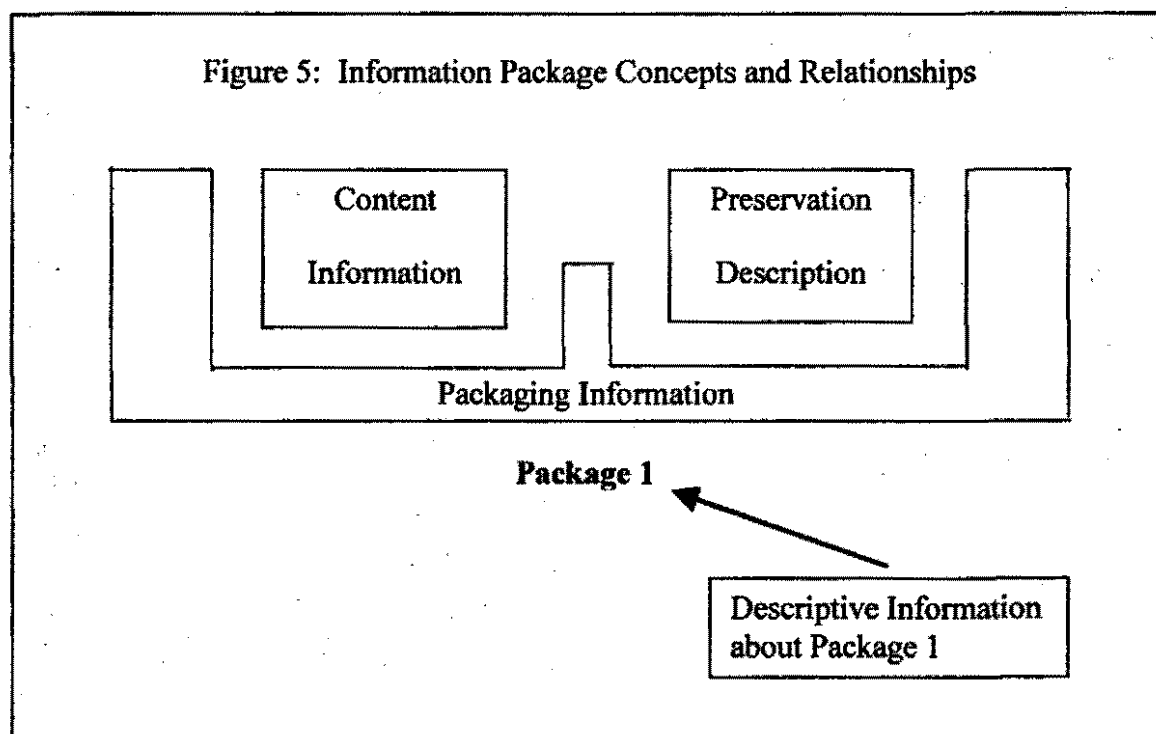 Figure 5: Information Package Concepts and Relationships
Content
Information
Preservation
Description
Packaging Information
Package 1
Descriptive Information
about Package 1